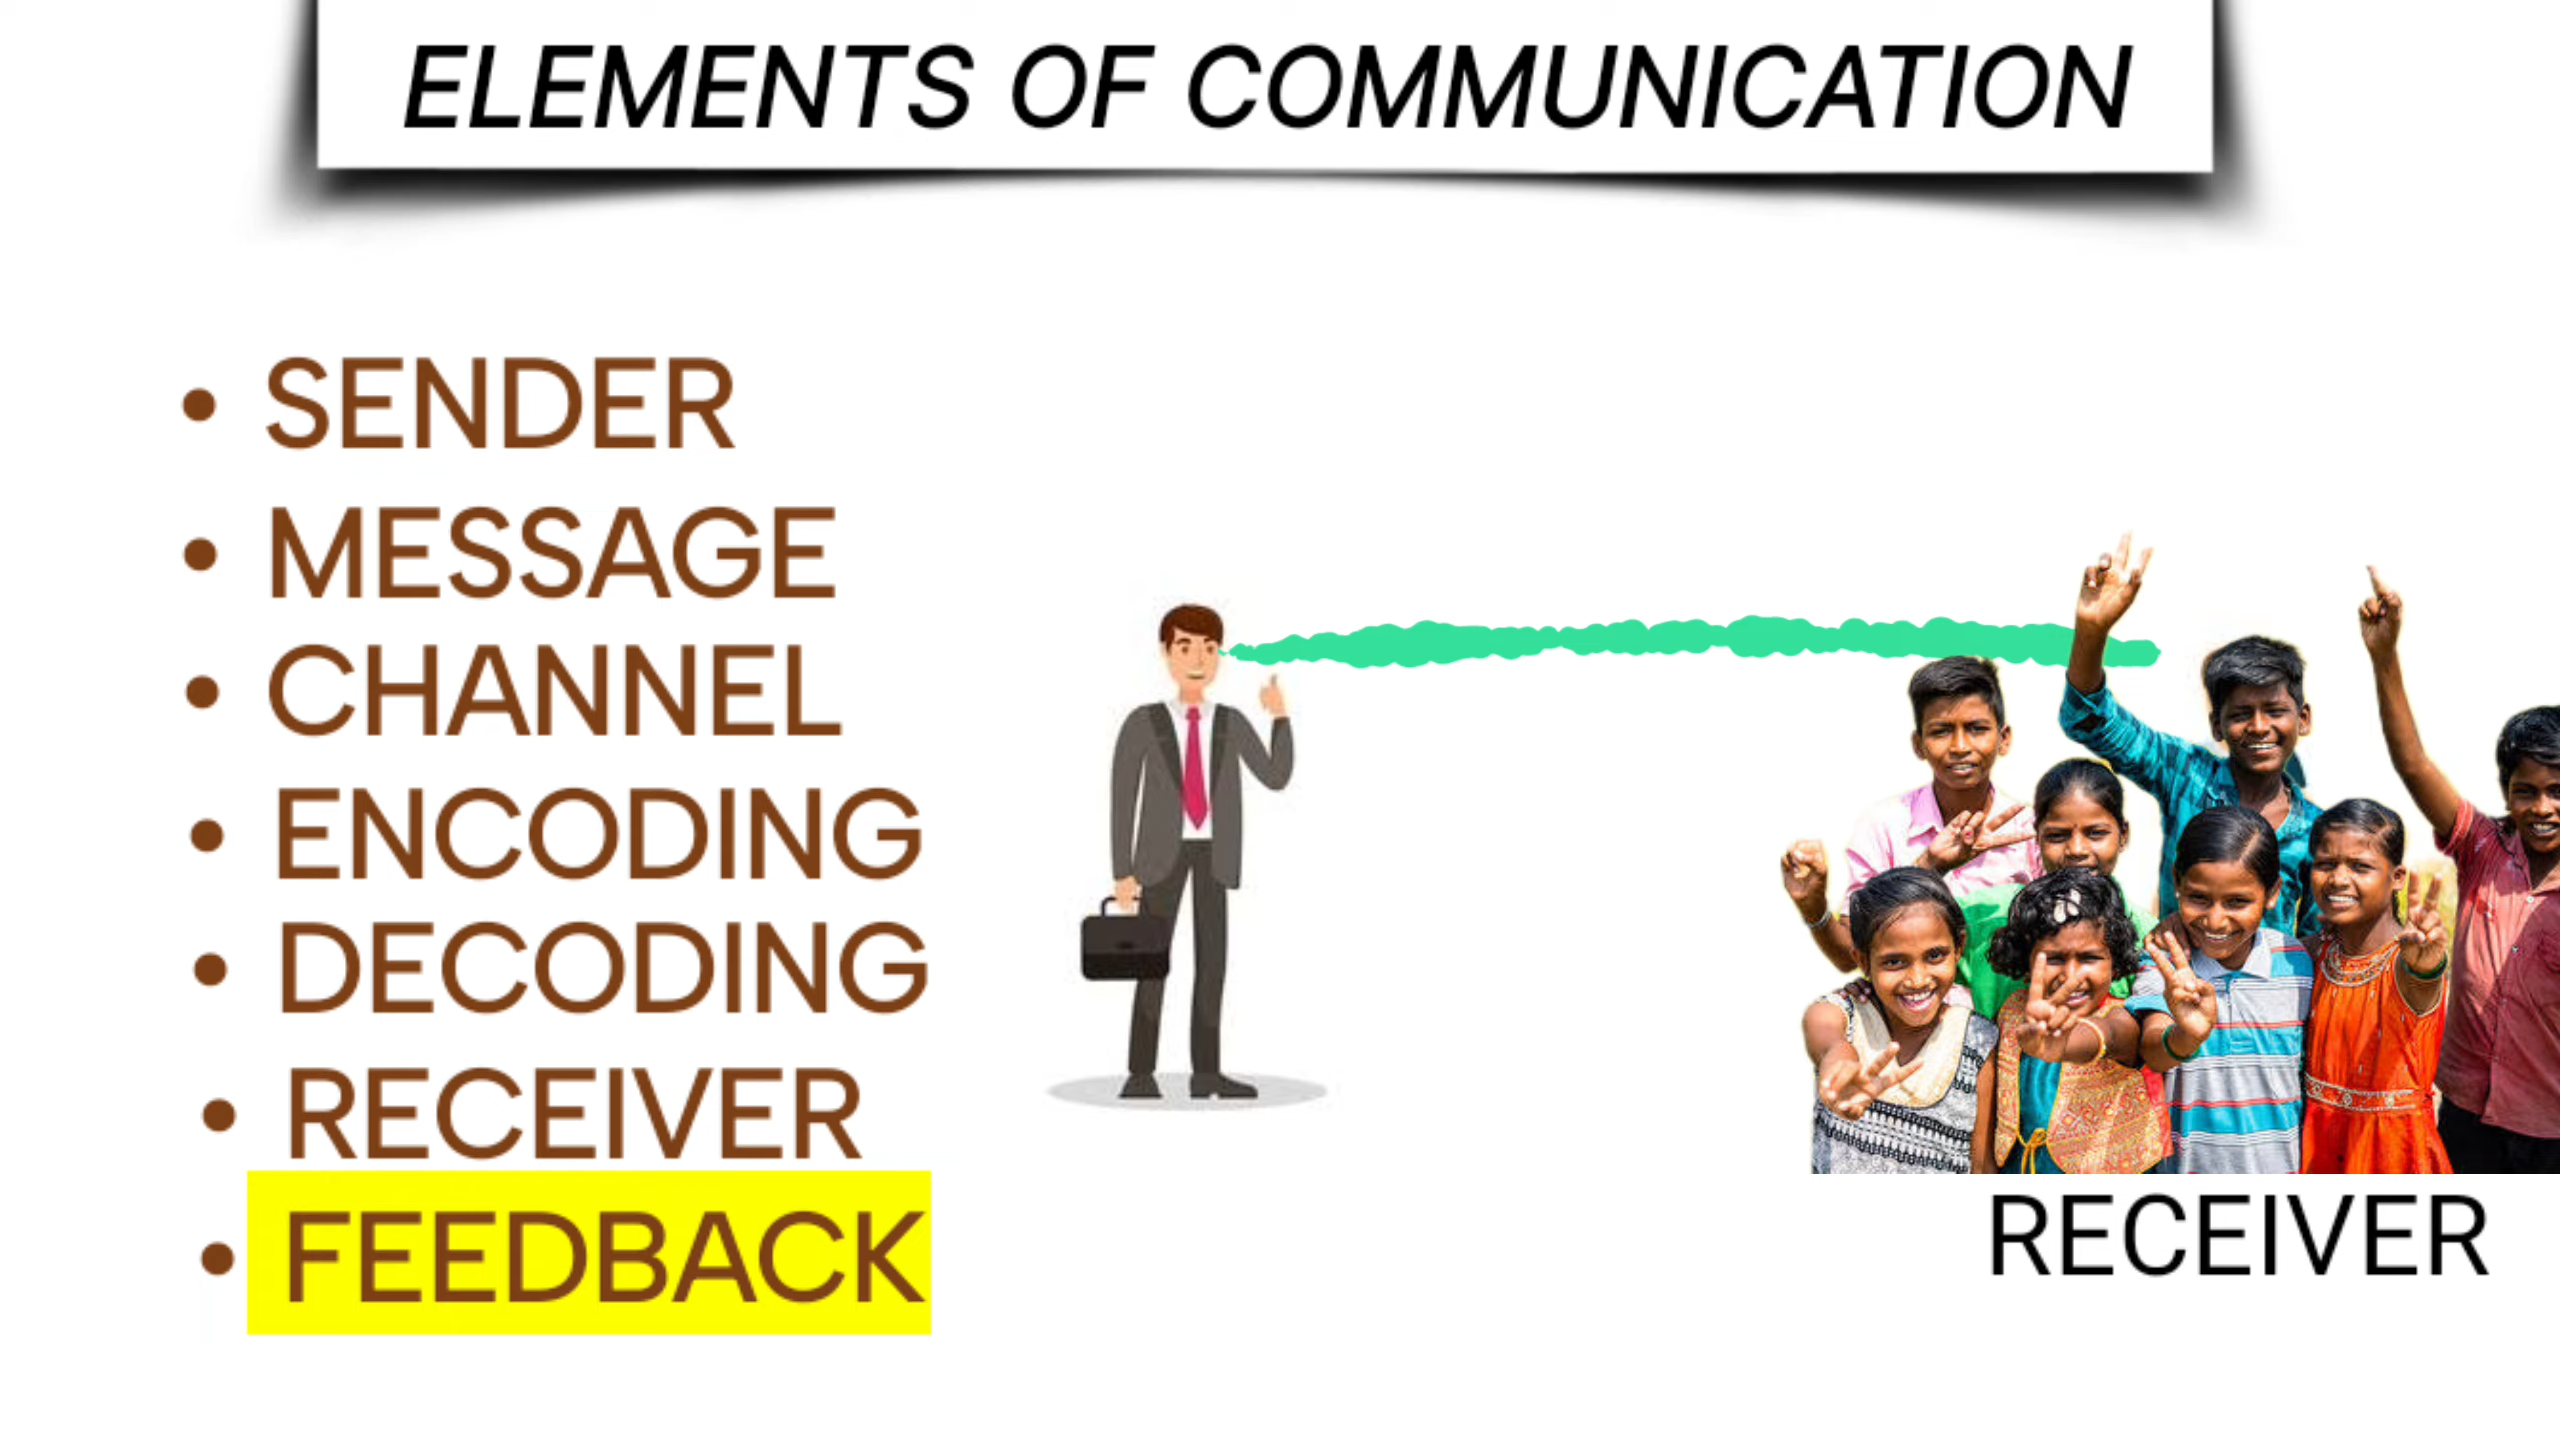 ELEMENTS OF COMMUNICATION
• SENDER
• MESSAGE
• CHANNEL
• ENCODING
• DECODING
• RECEIVER
• FEEDBACK
RECEIVER